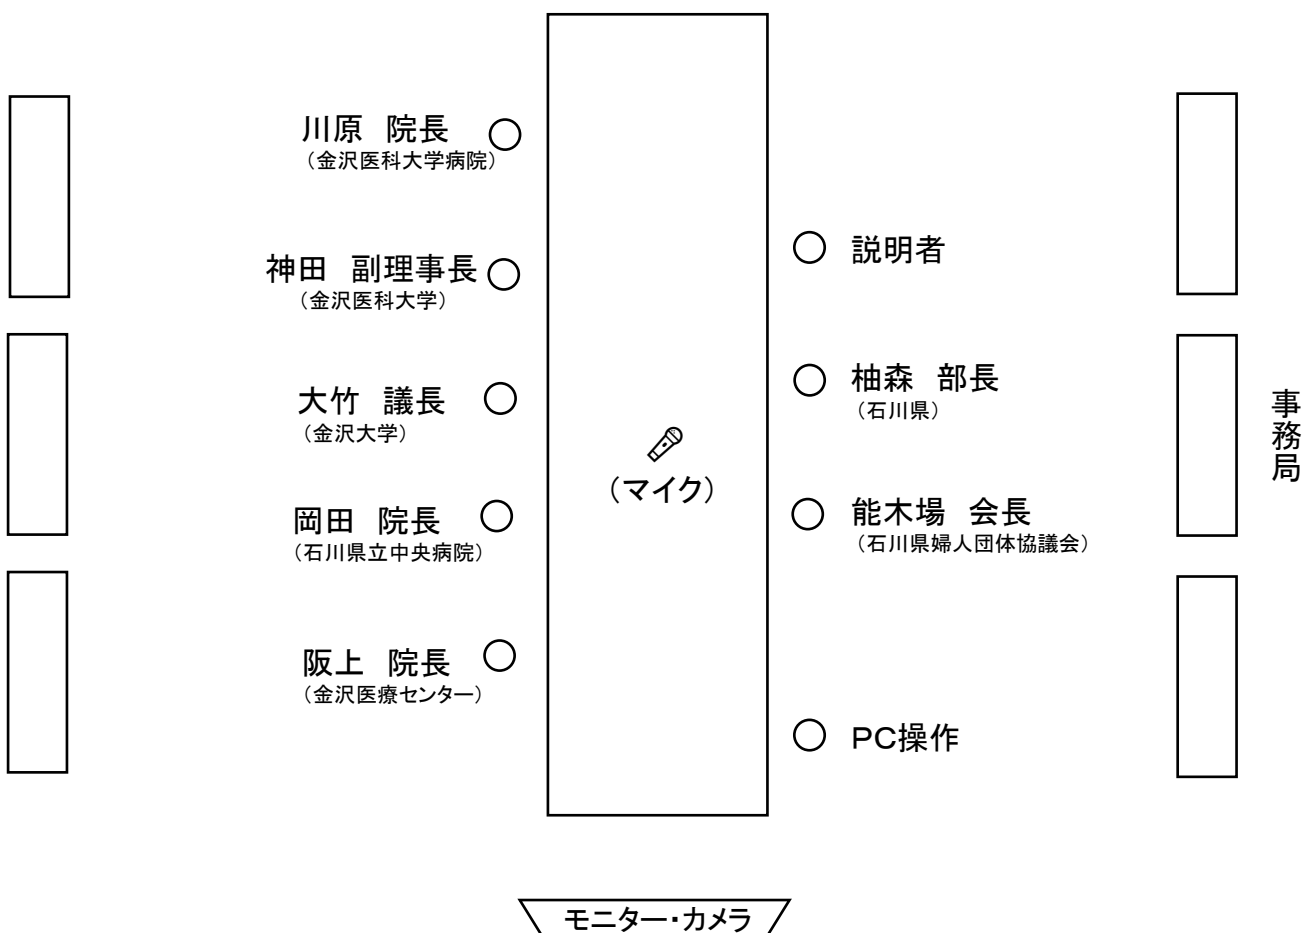 川原　院長
（金沢医科大学病院）
神田　副理事長
（金沢医科大学）
大竹　議長
（金沢大学）
岡田　院長
（石川県立中央病院）
阪上　院長
（金沢医療センター）
（マイク）
説明者
柚森　部長
（石川県）
能木場　会長
（石川県婦人団体協議会）
PC操作
事務局
モニター・カメラ